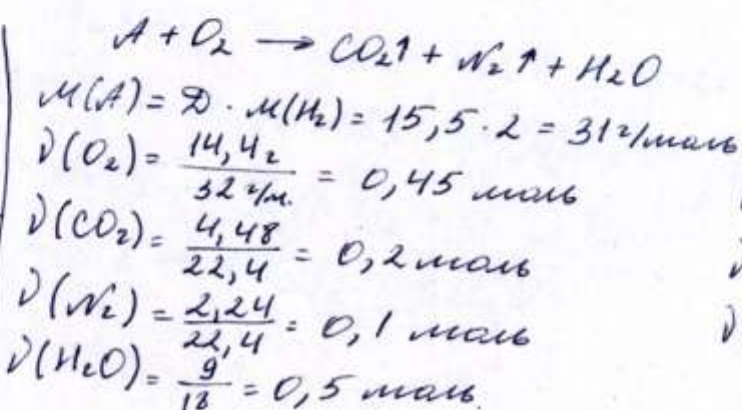 A + O₂ → CO₂↑ + N₂↑ + H₂O
M(A) = D · M(H₂) = 15,5 · 2 = 31 г/моль
ν(O₂) = 14,4 г / 32 г/м. = 0,45 моль
ν(CO₂) = 4,48 / 22,4 = 0,2 моль
ν(N₂) = 2,24 / 22,4 = 0,1 моль
ν(H₂O) = 9 / 18 = 0,5 моль.